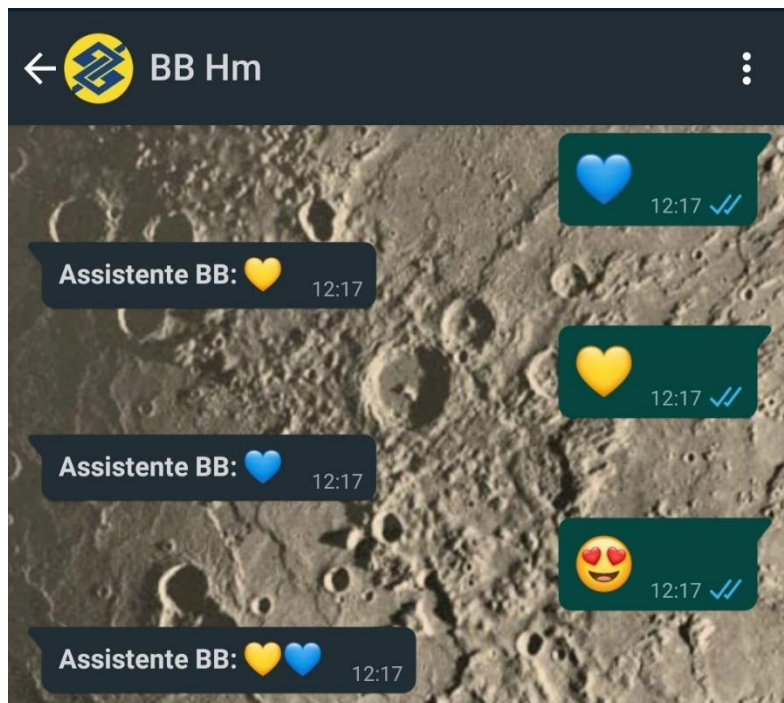 BB Hm
💙
12:17
Assistente BB: 💛
12:17
💛
12:17
Assistente BB: 💙
12:17
😍
12:17
Assistente BB: 💛💙
12:17